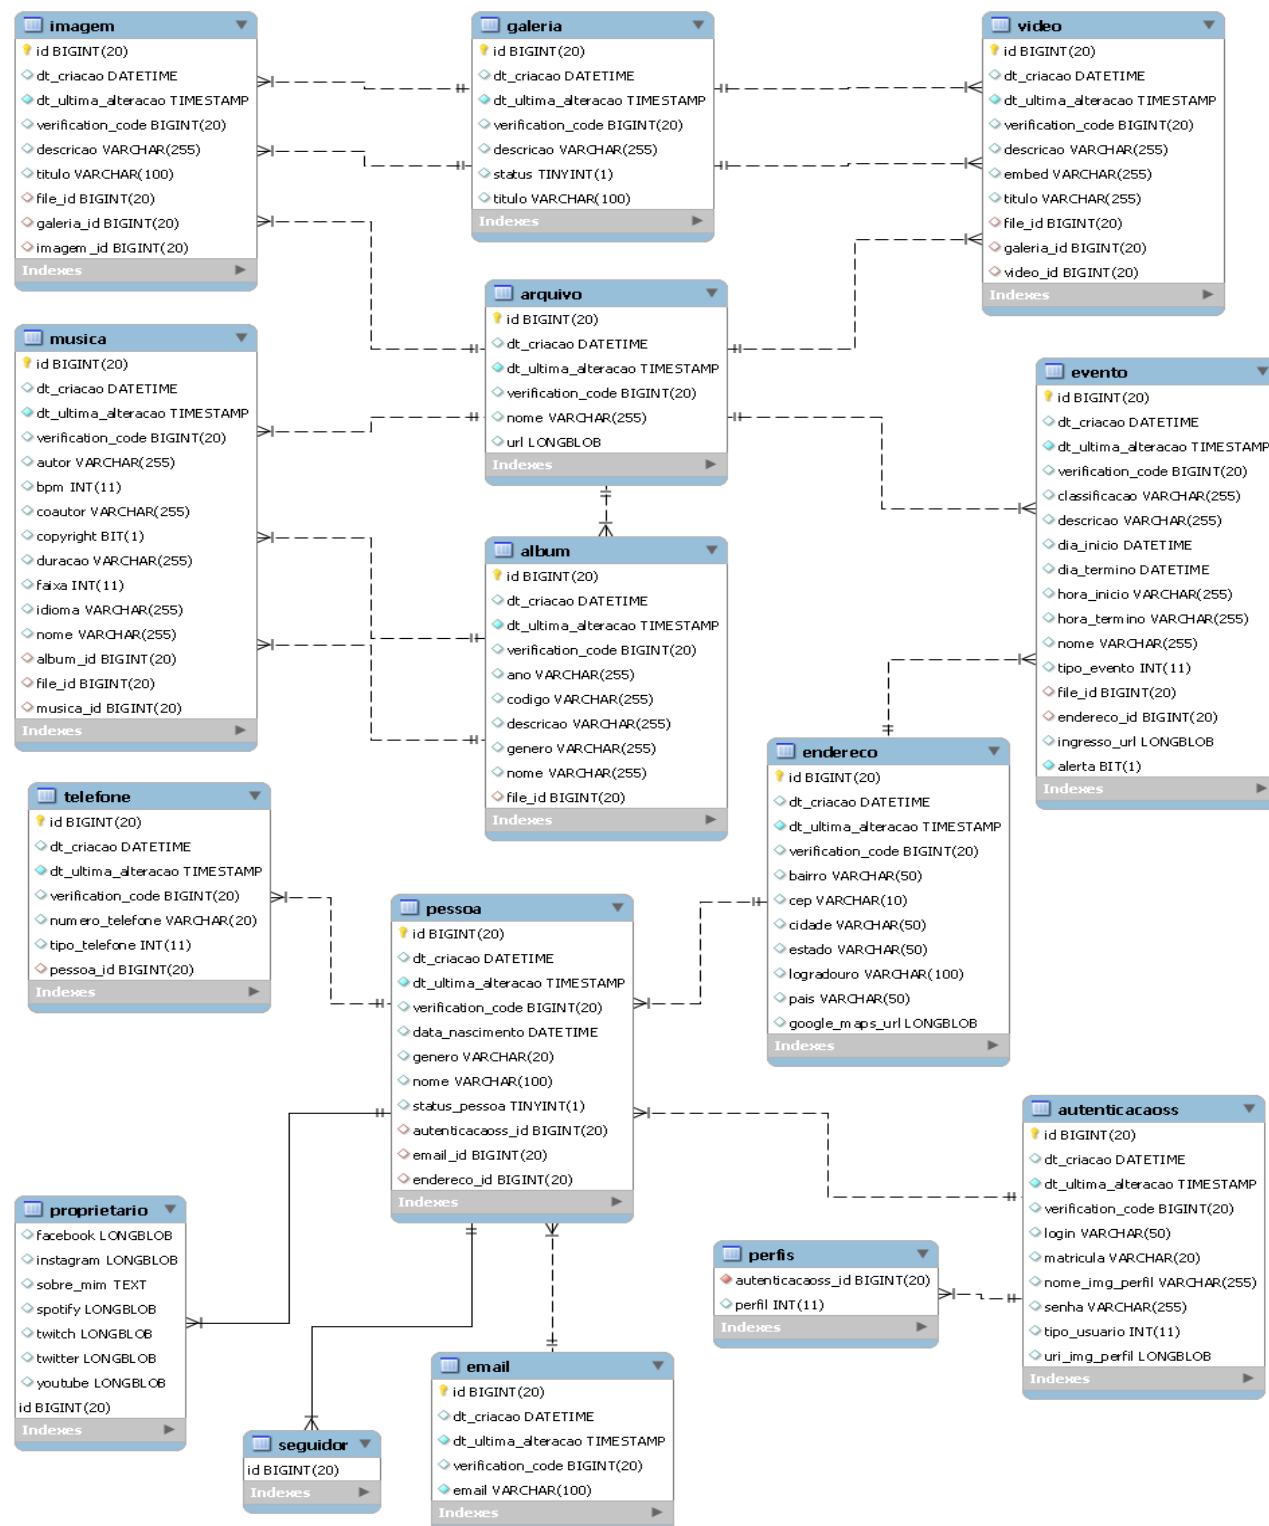 imagem
id BIGINT(20)
dt_criacao DATETIME
dt_ultima_alteracao TIMESTAMP
verification_code BIGINT(20)
descricao VARCHAR(255)
titulo VARCHAR(100)
file_id BIGINT(20)
galeria_id BIGINT(20)
imagem_id BIGINT(20)
Indexes
galeria
id BIGINT(20)
dt_criacao DATETIME
dt_ultima_alteracao TIMESTAMP
verification_code BIGINT(20)
descricao VARCHAR(255)
status TINYINT(1)
titulo VARCHAR(100)
Indexes
video
id BIGINT(20)
dt_criacao DATETIME
dt_ultima_alteracao TIMESTAMP
verification_code BIGINT(20)
descricao VARCHAR(255)
embed VARCHAR(255)
titulo VARCHAR(255)
file_id BIGINT(20)
galeria_id BIGINT(20)
video_id BIGINT(20)
Indexes
arquivo
id BIGINT(20)
dt_criacao DATETIME
dt_ultima_alteracao TIMESTAMP
verification_code BIGINT(20)
nome VARCHAR(255)
url LONGBLOB
Indexes
musica
id BIGINT(20)
dt_criacao DATETIME
dt_ultima_alteracao TIMESTAMP
verification_code BIGINT(20)
autor VARCHAR(255)
bpm INT(11)
coautor VARCHAR(255)
copyright BIT(1)
duracao VARCHAR(255)
faixa INT(11)
idioma VARCHAR(255)
nome VARCHAR(255)
album_id BIGINT(20)
file_id BIGINT(20)
musica_id BIGINT(20)
Indexes
evento
id BIGINT(20)
dt_criacao DATETIME
dt_ultima_alteracao TIMESTAMP
verification_code BIGINT(20)
classificacao VARCHAR(255)
descricao VARCHAR(255)
dia_inicio DATETIME
dia_termino DATETIME
hora_inicio VARCHAR(255)
hora_termino VARCHAR(255)
nome VARCHAR(255)
tipo_evento INT(11)
file_id BIGINT(20)
endereco_id BIGINT(20)
ingresso_url LONGBLOB
alerta BIT(1)
Indexes
album
id BIGINT(20)
dt_criacao DATETIME
dt_ultima_alteracao TIMESTAMP
verification_code BIGINT(20)
ano VARCHAR(255)
codigo VARCHAR(255)
descricao VARCHAR(255)
genero VARCHAR(255)
nome VARCHAR(255)
file_id BIGINT(20)
Indexes
endereco
id BIGINT(20)
dt_criacao DATETIME
dt_ultima_alteracao TIMESTAMP
verification_code BIGINT(20)
bairro VARCHAR(50)
cep VARCHAR(10)
cidade VARCHAR(50)
estado VARCHAR(50)
logradouro VARCHAR(100)
pais VARCHAR(50)
google_maps_url LONGBLOB
Indexes
telefone
id BIGINT(20)
dt_criacao DATETIME
dt_ultima_alteracao TIMESTAMP
verification_code BIGINT(20)
numero_telefone VARCHAR(20)
tipo_telefone INT(11)
pessoa_id BIGINT(20)
Indexes
pessoa
id BIGINT(20)
dt_criacao DATETIME
dt_ultima_alteracao TIMESTAMP
verification_code BIGINT(20)
data_nascimento DATETIME
genero VARCHAR(20)
nome VARCHAR(100)
status_pessoa TINYINT(1)
autenticacaoss_id BIGINT(20)
email_id BIGINT(20)
endereco_id BIGINT(20)
Indexes
autenticacaoss
id BIGINT(20)
dt_criacao DATETIME
dt_ultima_alteracao TIMESTAMP
verification_code BIGINT(20)
login VARCHAR(50)
matricula VARCHAR(20)
nome_img_perfil VARCHAR(255)
senha VARCHAR(255)
tipo_usuario INT(11)
uri_img_perfil LONGBLOB
Indexes
proprietario
facebook LONGBLOB
instagram LONGBLOB
sobre_mim TEXT
spotify LONGBLOB
twitch LONGBLOB
twitter LONGBLOB
youtube LONGBLOB
id BIGINT(20)
Indexes
perfis
autenticacaoss_id BIGINT(20)
perfil INT(11)
Indexes
email
id BIGINT(20)
dt_criacao DATETIME
dt_ultima_alteracao TIMESTAMP
verification_code BIGINT(20)
email VARCHAR(100)
Indexes
seguidor
id BIGINT(20)
Indexes